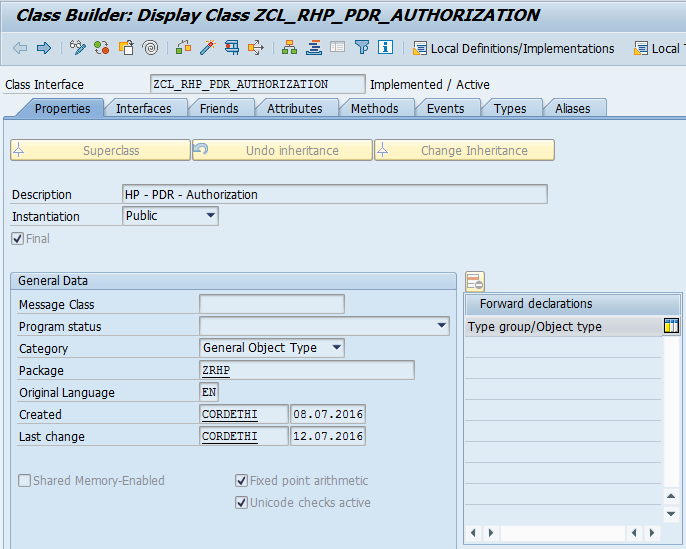 Class Builder: Display Class ZCL_RHP_PDR_AUTHORIZATION
Local Definitions/Implementations
Local T
Class Interface ZCL_RHP_PDR_AUTHORIZATION Implemented / Active
Properties Interfaces Friends Attributes Methods Events Types Aliases
Superclass Undo inheritance Change Inheritance
Description HP - PDR - Authorization
Instantiation Public
Final
General Data
Message Class
Program status
Category General Object Type
Package ZRHP
Original Language EN
Created CORDETHI 08.07.2016
Last change CORDETHI 12.07.2016
Shared Memory-Enabled Fixed point arithmetic
Unicode checks active
Forward declarations
Type group/Object type